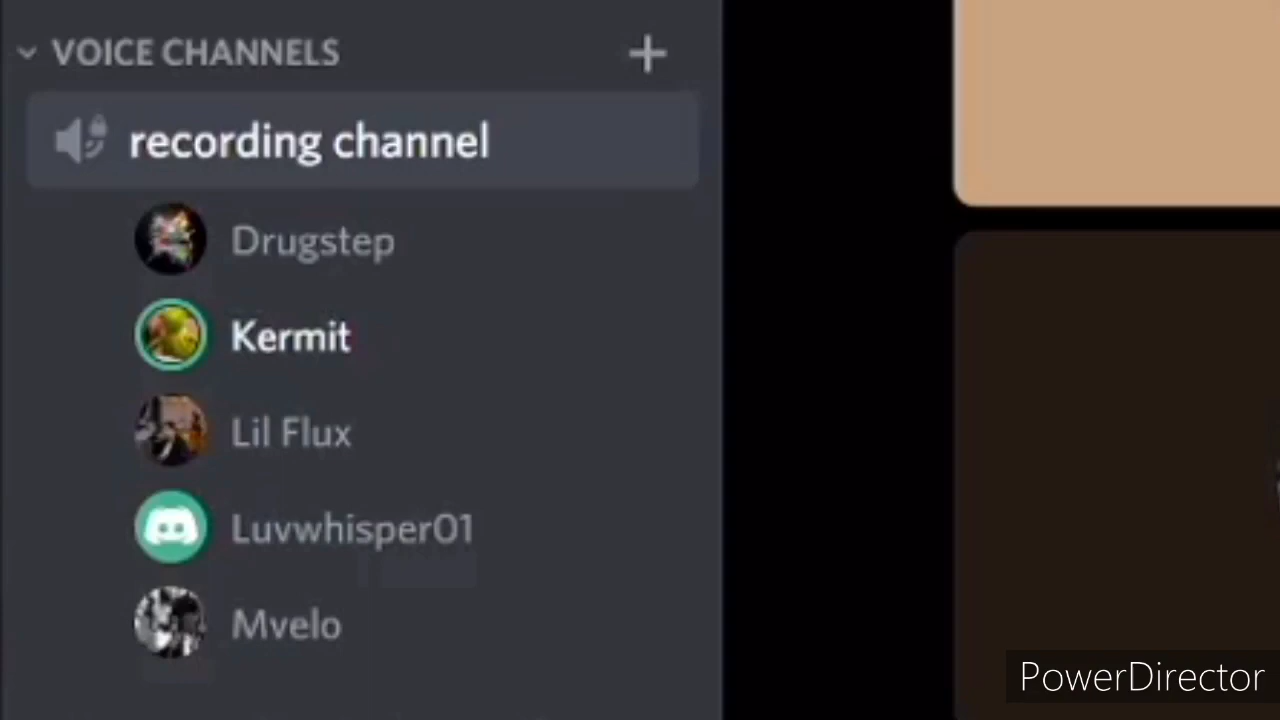 VOICE CHANNELS
recording channel
Drugstep
Kermit
Lil Flux
Luvwhisper01
Mvelo
PowerDirector